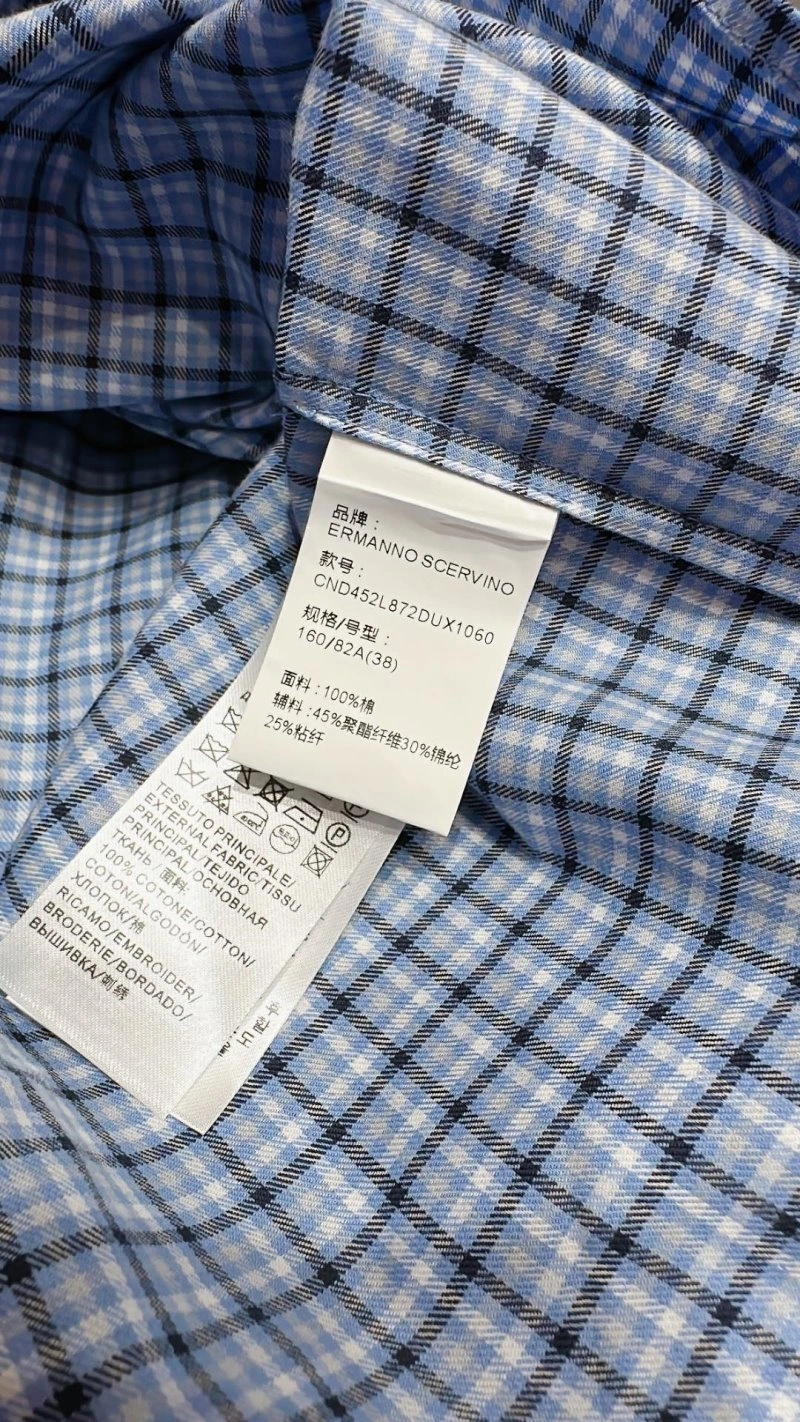 品牌：
ERMANNO SCERVINO
款号：
CND452L872DUX1060
规格/号型：
160/82A(38)
面料：100%棉
辅料：45%聚酯纤维30%锦纶
25%粘纤
TESSUTO PRINCIPALE/
EXTERNAL FABRIC/TISSU
PRINCIPAL/TEJIDO
PRINCIPAL/ОСНОВНАЯ
ТКАНЬ/面料:
100% COTONE/COTTON/
COTON/ALGODÓN/
ХЛОПОК/棉
RICAMO/EMBROIDER/
BRODERIE/BORDADO/
ВЫШИВКА/刺绣